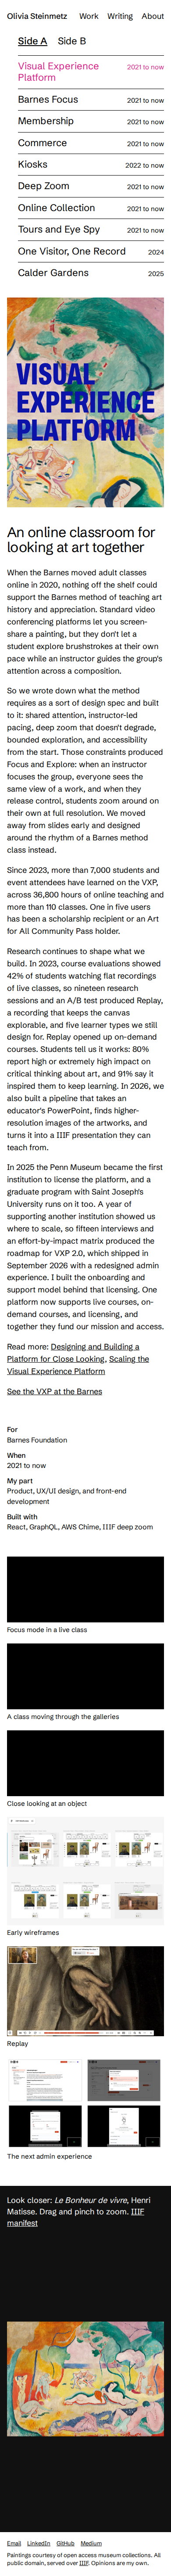 Olivia Steinmetz Work Writing About
Side A Side B
Visual Experience 2021 to now
Platform
Barnes Focus 2021 to now
Membership 2021 to now
Commerce 2021 to now
Kiosks 2022 to now
Deep Zoom 2021 to now
Online Collection 2021 to now
Tours and Eye Spy 2021 to now
One Visitor, One Record 2024
Calder Gardens 2025
VISUAL
EXPERIENCE
PLATFORM
An online classroom for
looking at art together
When the Barnes moved adult classes
online in 2020, nothing off the shelf could
support the Barnes method of teaching art
history and appreciation. Standard video
conferencing platforms let you screen-
share a painting, but they don't let a
student explore brushstrokes at their own
pace while an instructor guides the group's
attention across a composition.
So we wrote down what the method
requires as a sort of design spec and built
to it: shared attention, instructor-led
pacing, deep zoom that doesn't degrade,
bounded exploration, and accessibility
from the start. Those constraints produced
Focus and Explore: when an instructor
focuses the group, everyone sees the
same view of a work, and when they
release control, students zoom around on
their own at full resolution. We moved
away from slides early and designed
around the rhythm of a Barnes method
class instead.
Since 2023, more than 7,000 students and
event attendees have learned on the VXP,
across 36,800 hours of online teaching and
more than 110 classes. One in five users
has been a scholarship recipient or an Art
for All Community Pass holder.
Research continues to shape what we
build. In 2023, course evaluations showed
42% of students watching flat recordings
of live classes, so nineteen research
sessions and an A/B test produced Replay,
a recording that keeps the canvas
explorable, and five learner types we still
design for. Replay opened up on-demand
courses. Students tell us it works: 80%
report high or extremely high impact on
critical thinking about art, and 91% say it
inspired them to keep learning. In 2026, we
also built a pipeline that takes an
educator's PowerPoint, finds higher-
resolution images of the artworks, and
turns it into a IIIF presentation they can
teach from.
In 2025 the Penn Museum became the first
institution to license the platform, and a
graduate program with Saint Joseph's
University runs on it too. A year of
supporting another institution showed us
where to scale, so fifteen interviews and
an effort-by-impact matrix produced the
roadmap for VXP 2.0, which shipped in
September 2026 with a redesigned admin
experience. I built the onboarding and
support model behind that licensing. One
platform now supports live courses, on-
demand courses, and licensing, and
together they fund our mission and access.
Read more: Designing and Building a
Platform for Close Looking, Scaling the
Visual Experience Platform
See the VXP at the Barnes
For
Barnes Foundation
When
2021 to now
My part
Product, UX/UI design, and front-end
development
Built with
React, GraphQL, AWS Chime, IIIF deep zoom
Focus mode in a live class
A class moving through the galleries
Close looking at an object
Early wireframes
Replay
The next admin experience
Look closer: Le Bonheur de vivre, Henri
Matisse. Drag and pinch to zoom. IIIF
manifest
Email LinkedIn GitHub Medium
Paintings courtesy of open access museum collections. All
public domain, served over IIIF. Opinions are my own.